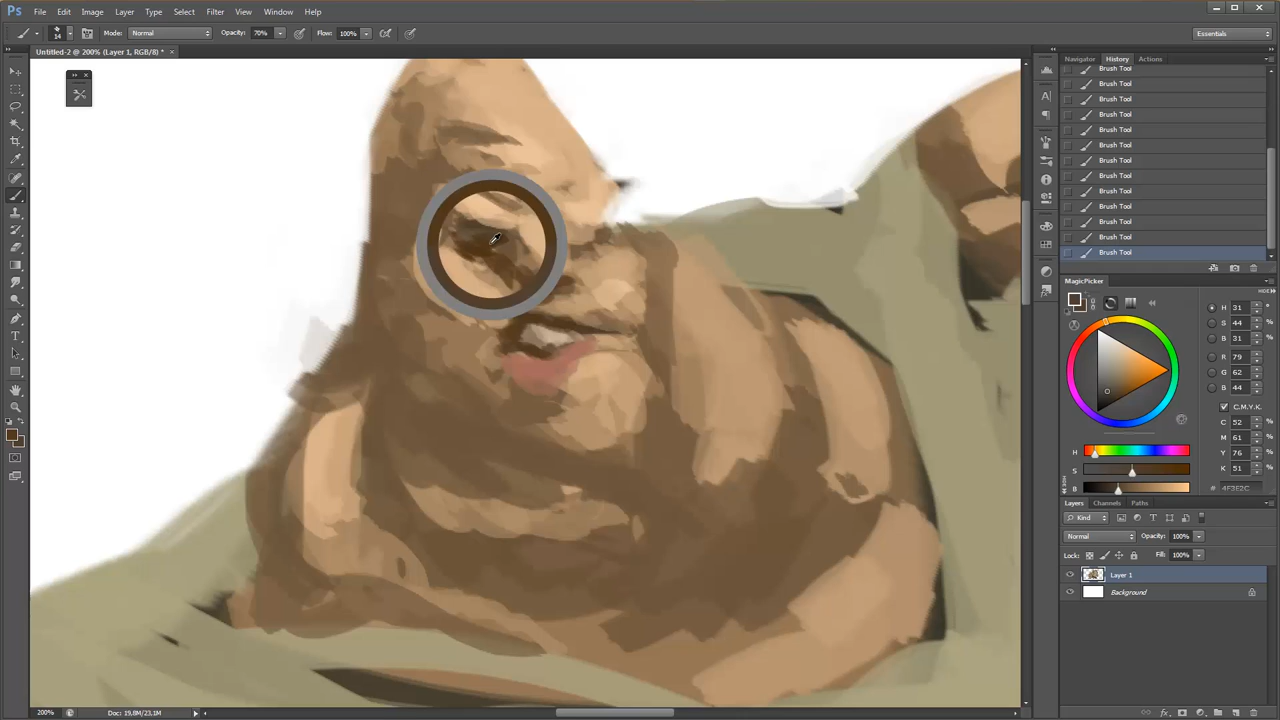 Ps File Edit Image Layer Type Select Filter View Window Help
14 Mode: Normal Opacity: 70% Flow: 100% Essentials
Untitled-2 @ 200% (Layer 1, RGB/8) * ×
Navigator History Actions
Brush Tool
Brush Tool
Brush Tool
Brush Tool
Brush Tool
Brush Tool
Brush Tool
Brush Tool
Brush Tool
Brush Tool
Brush Tool
Brush Tool
Brush Tool
MagicPicker
HIDE
H 31 °
S 44
B 31 %
R 79
G 62
B 44
C.M.Y.K.
C 52
M 61
Y 76
K 51
H
S
B
# 4F3E2C
Layers Channels Paths
Kind
Normal Opacity: 100%
Lock: Fill: 100%
Layer 1
Background
200% Doc: 19,8M/23,1M